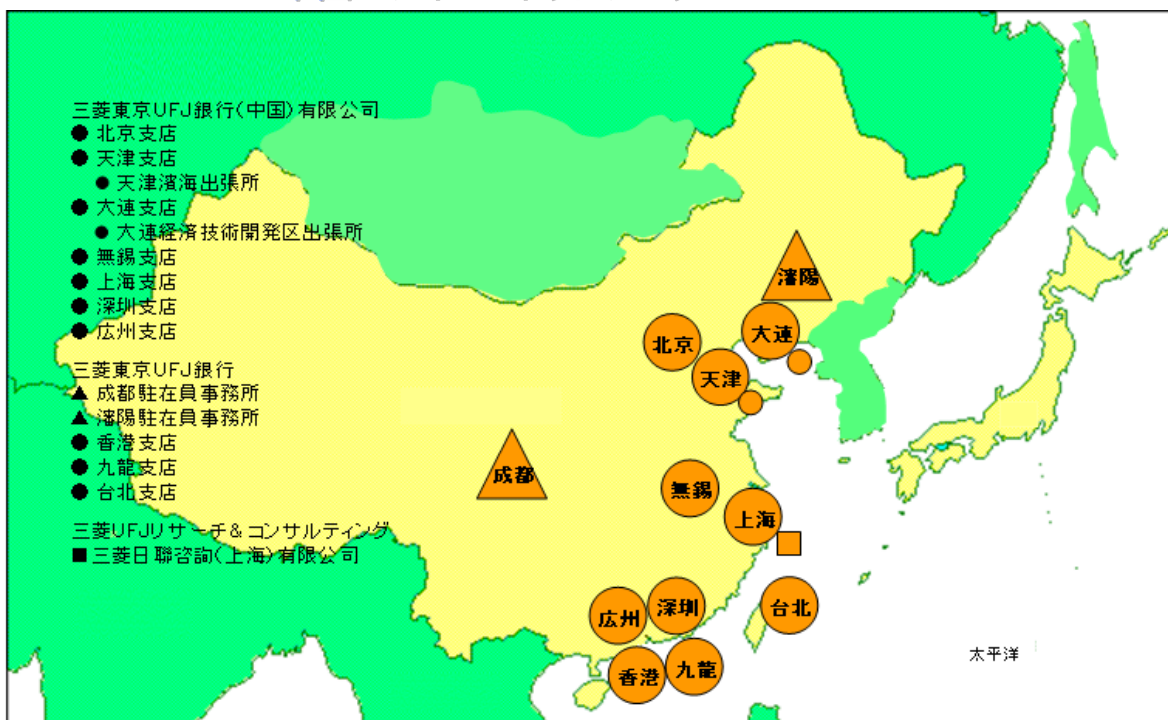 三菱東京UFJ銀行(中国)有限公司
● 北京支店
● 天津支店
● 天津濱海出張所
● 大連支店
● 大連経済技術開発区出張所
● 無錫支店
● 上海支店
● 深圳支店
● 広州支店
三菱東京UFJ銀行
▲ 成都駐在員事務所
▲ 瀋陽駐在員事務所
● 香港支店
● 九龍支店
● 台北支店
三菱UFJリサーチ&コンサルティング
■ 三菱日聯咨詢(上海)有限公司
瀋陽
大連
北京
天津
成都
無錫
上海
広州
深圳
台北
香港
九龍
太平洋